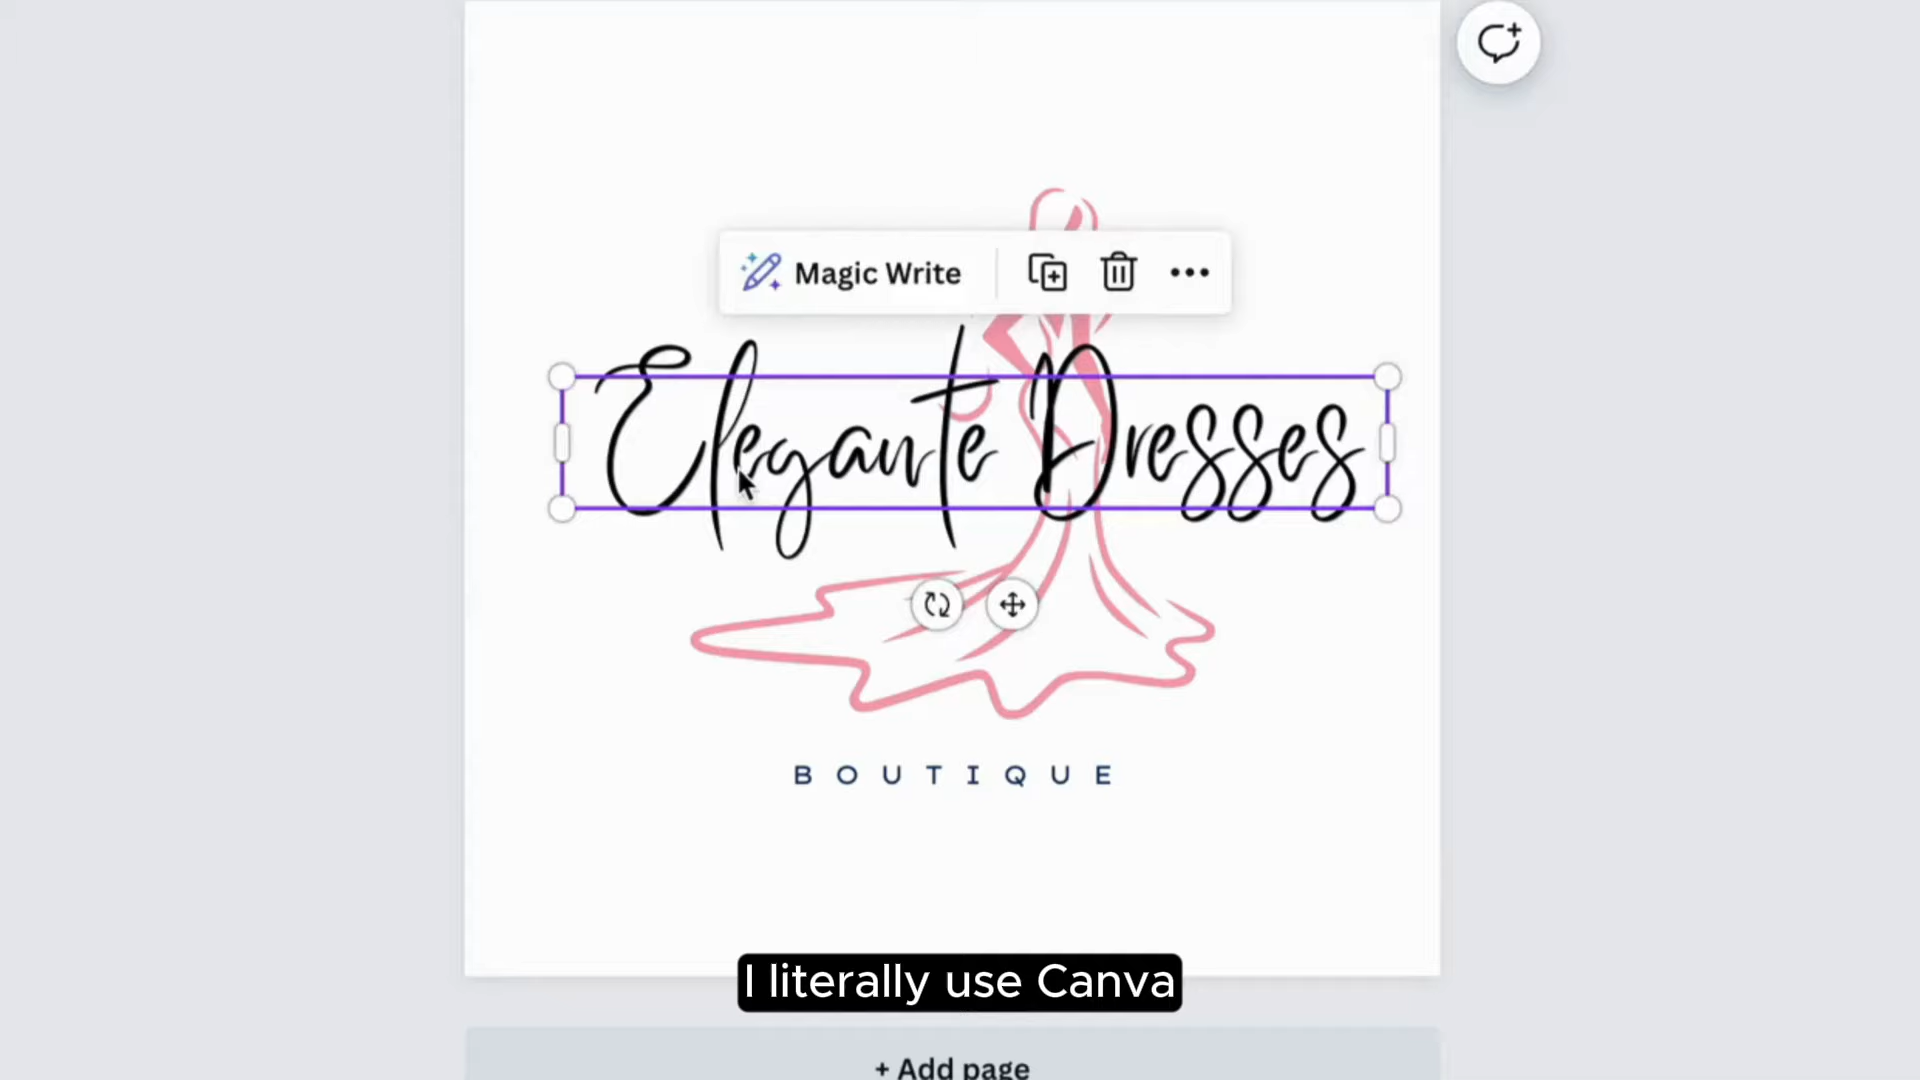 Magic Write
Elegante Dresses
BOUTIQUE
I literally use Canva
+ Add page